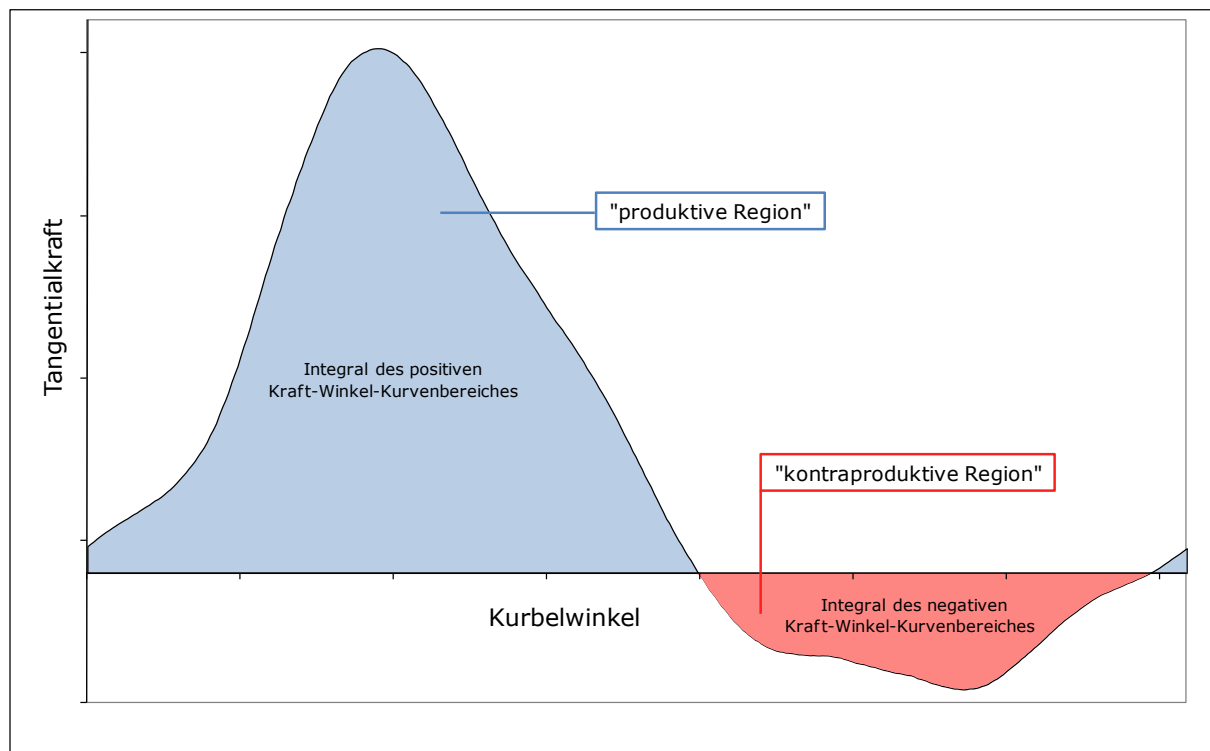 Tangentialkraft
"produktive Region"
Integral des positiven
Kraft-Winkel-Kurvenbereiches
"kontraproduktive Region"
Kurbelwinkel
Integral des negativen
Kraft-Winkel-Kurvenbereiches